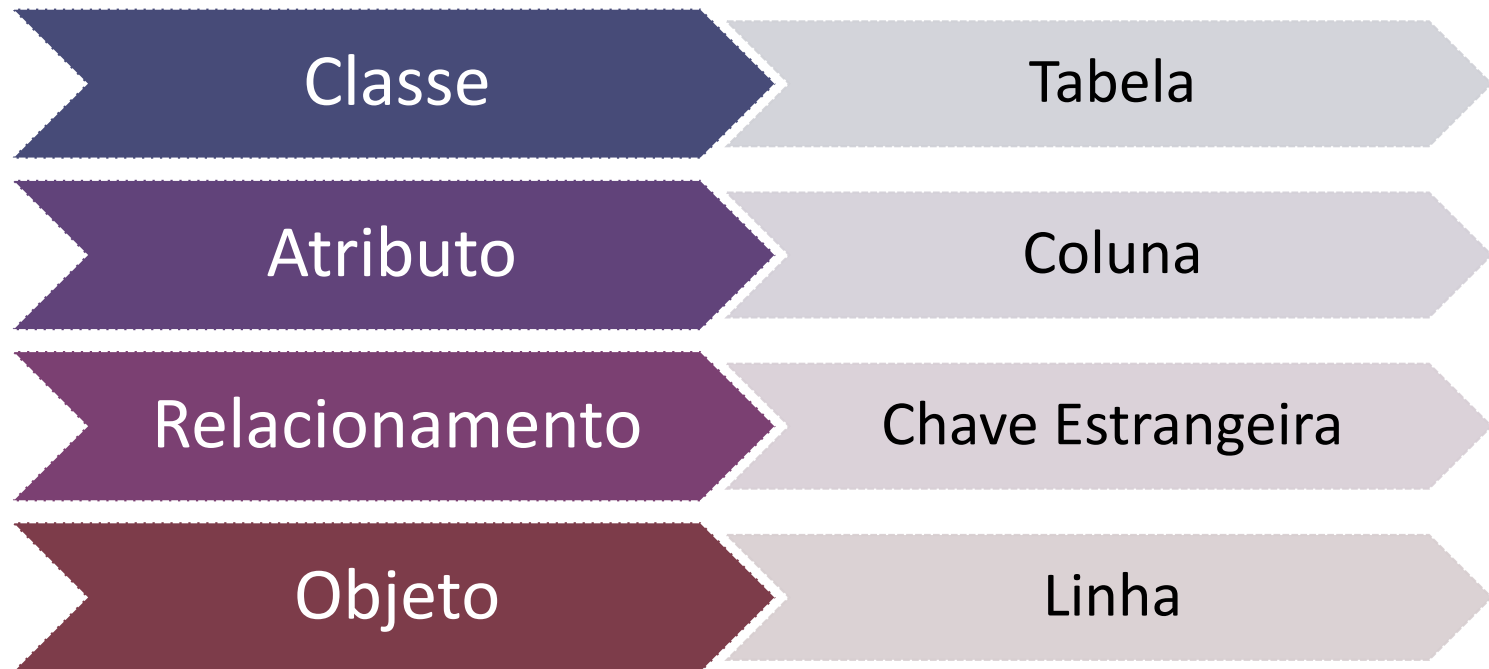 Classe
Tabela
Atributo
Coluna
Relacionamento
Chave Estrangeira
Objeto
Linha